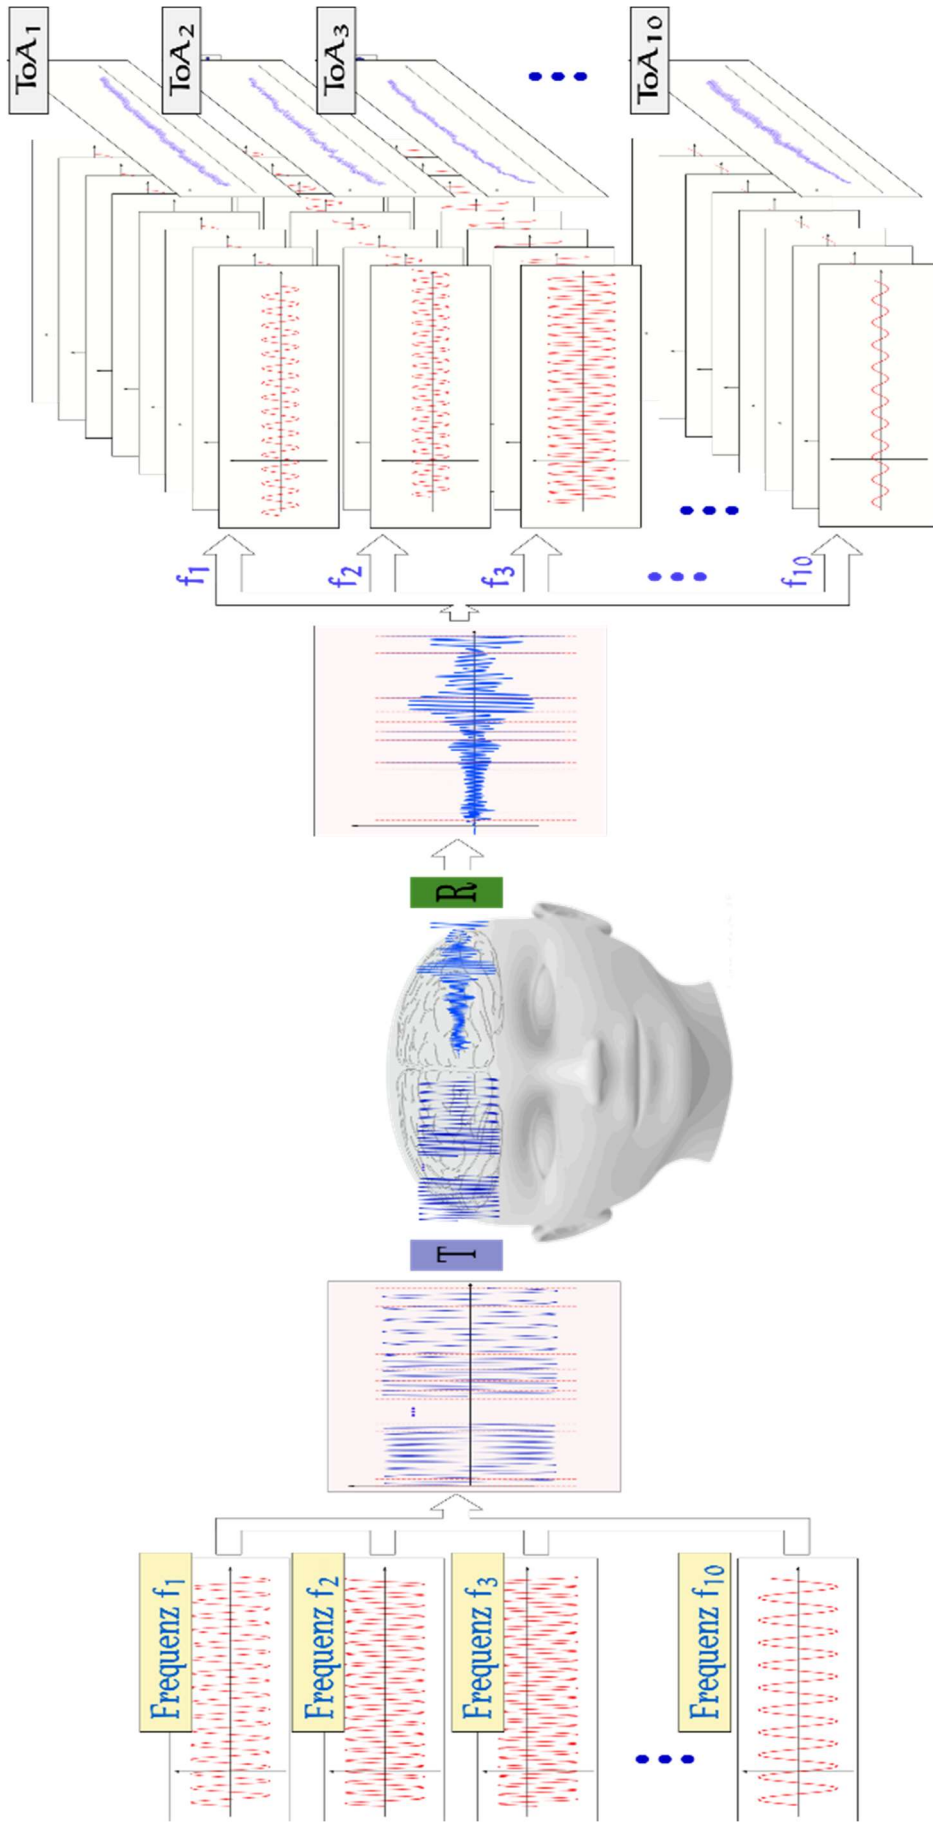 Frequenz f₁
Frequenz f₂
Frequenz f₃
Frequenz f₁₀
T
R
f₁
f₂
f₃
f₁₀
ToA₁
ToA₂
ToA₃
ToA₁₀